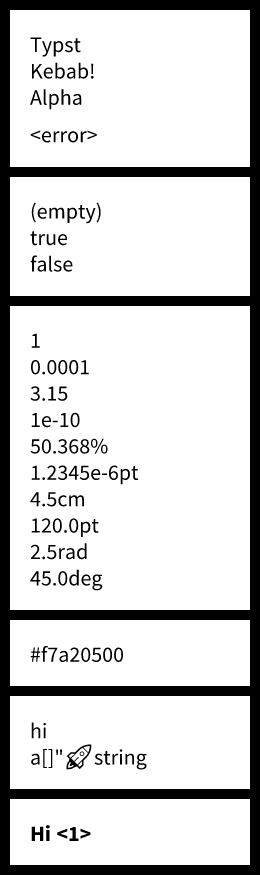 Typst
Kebab!
Alpha
<error>
(empty)
true
false
1
0.0001
3.15
1e-10
50.368%
1.2345e-6pt
4.5cm
120.0pt
2.5rad
45.0deg
#f7a20500
hi
a[]"🚀string
Hi <1>